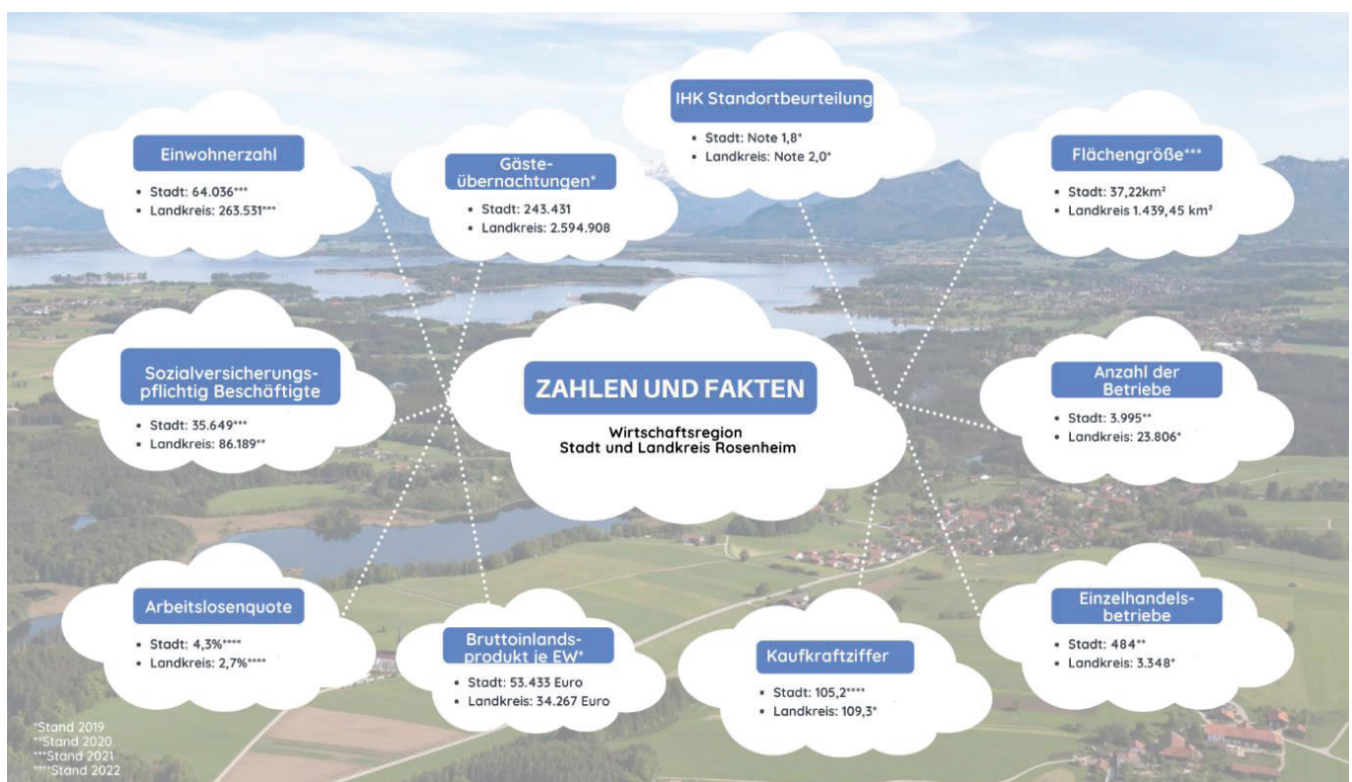 IHK Standortbeurteilung
• Stadt: Note 1,8*
• Landkreis: Note 2,0*
Einwohnerzahl
• Stadt: 64.036***
• Landkreis: 263.531***
Gäste-
übernachtungen*
• Stadt: 243.431
• Landkreis: 2.594.908
Flächengröße***
• Stadt: 37,22km²
• Landkreis 1.439,45 km²
Sozialversicherungs-
pflichtig Beschäftigte
• Stadt: 35.649***
• Landkreis: 86.189**
ZAHLEN UND FAKTEN
Wirtschaftsregion
Stadt und Landkreis Rosenheim
Anzahl der
Betriebe
• Stadt: 3.995**
• Landkreis: 23.806*
Arbeitslosenquote
• Stadt: 4,3%****
• Landkreis: 2,7%****
Bruttoinlands-
produkt je EW*
• Stadt: 53.433 Euro
• Landkreis: 34.267 Euro
Kaufkraftziffer
• Stadt: 105,2****
• Landkreis: 109,3*
Einzelhandels-
betriebe
• Stadt: 484**
• Landkreis: 3.348*
*Stand 2019
**Stand 2020
***Stand 2021
****Stand 2022